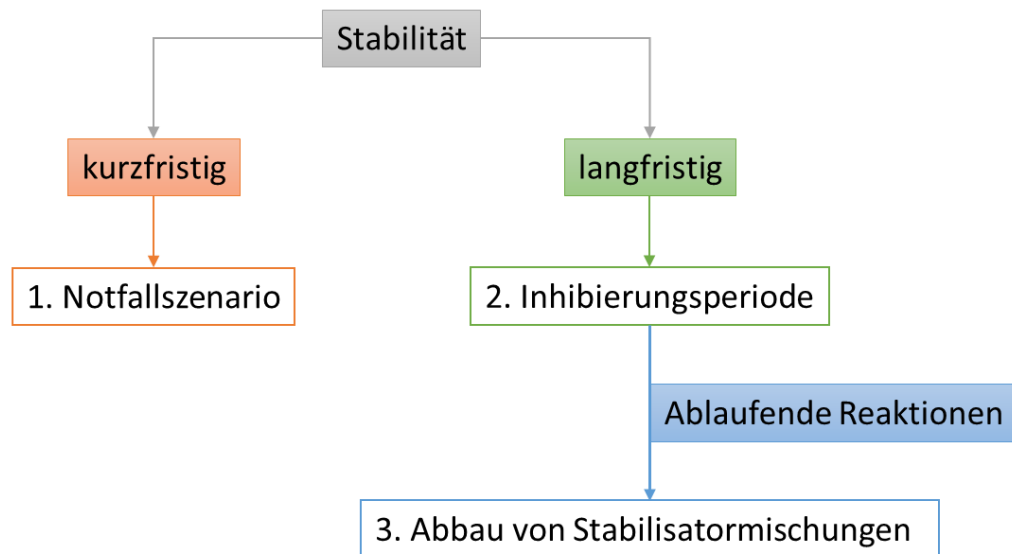 Stabilität
kurzfristig
langfristig
1. Notfallszenario
2. Inhibierungsperiode
Ablaufende Reaktionen
3. Abbau von Stabilisatormischungen